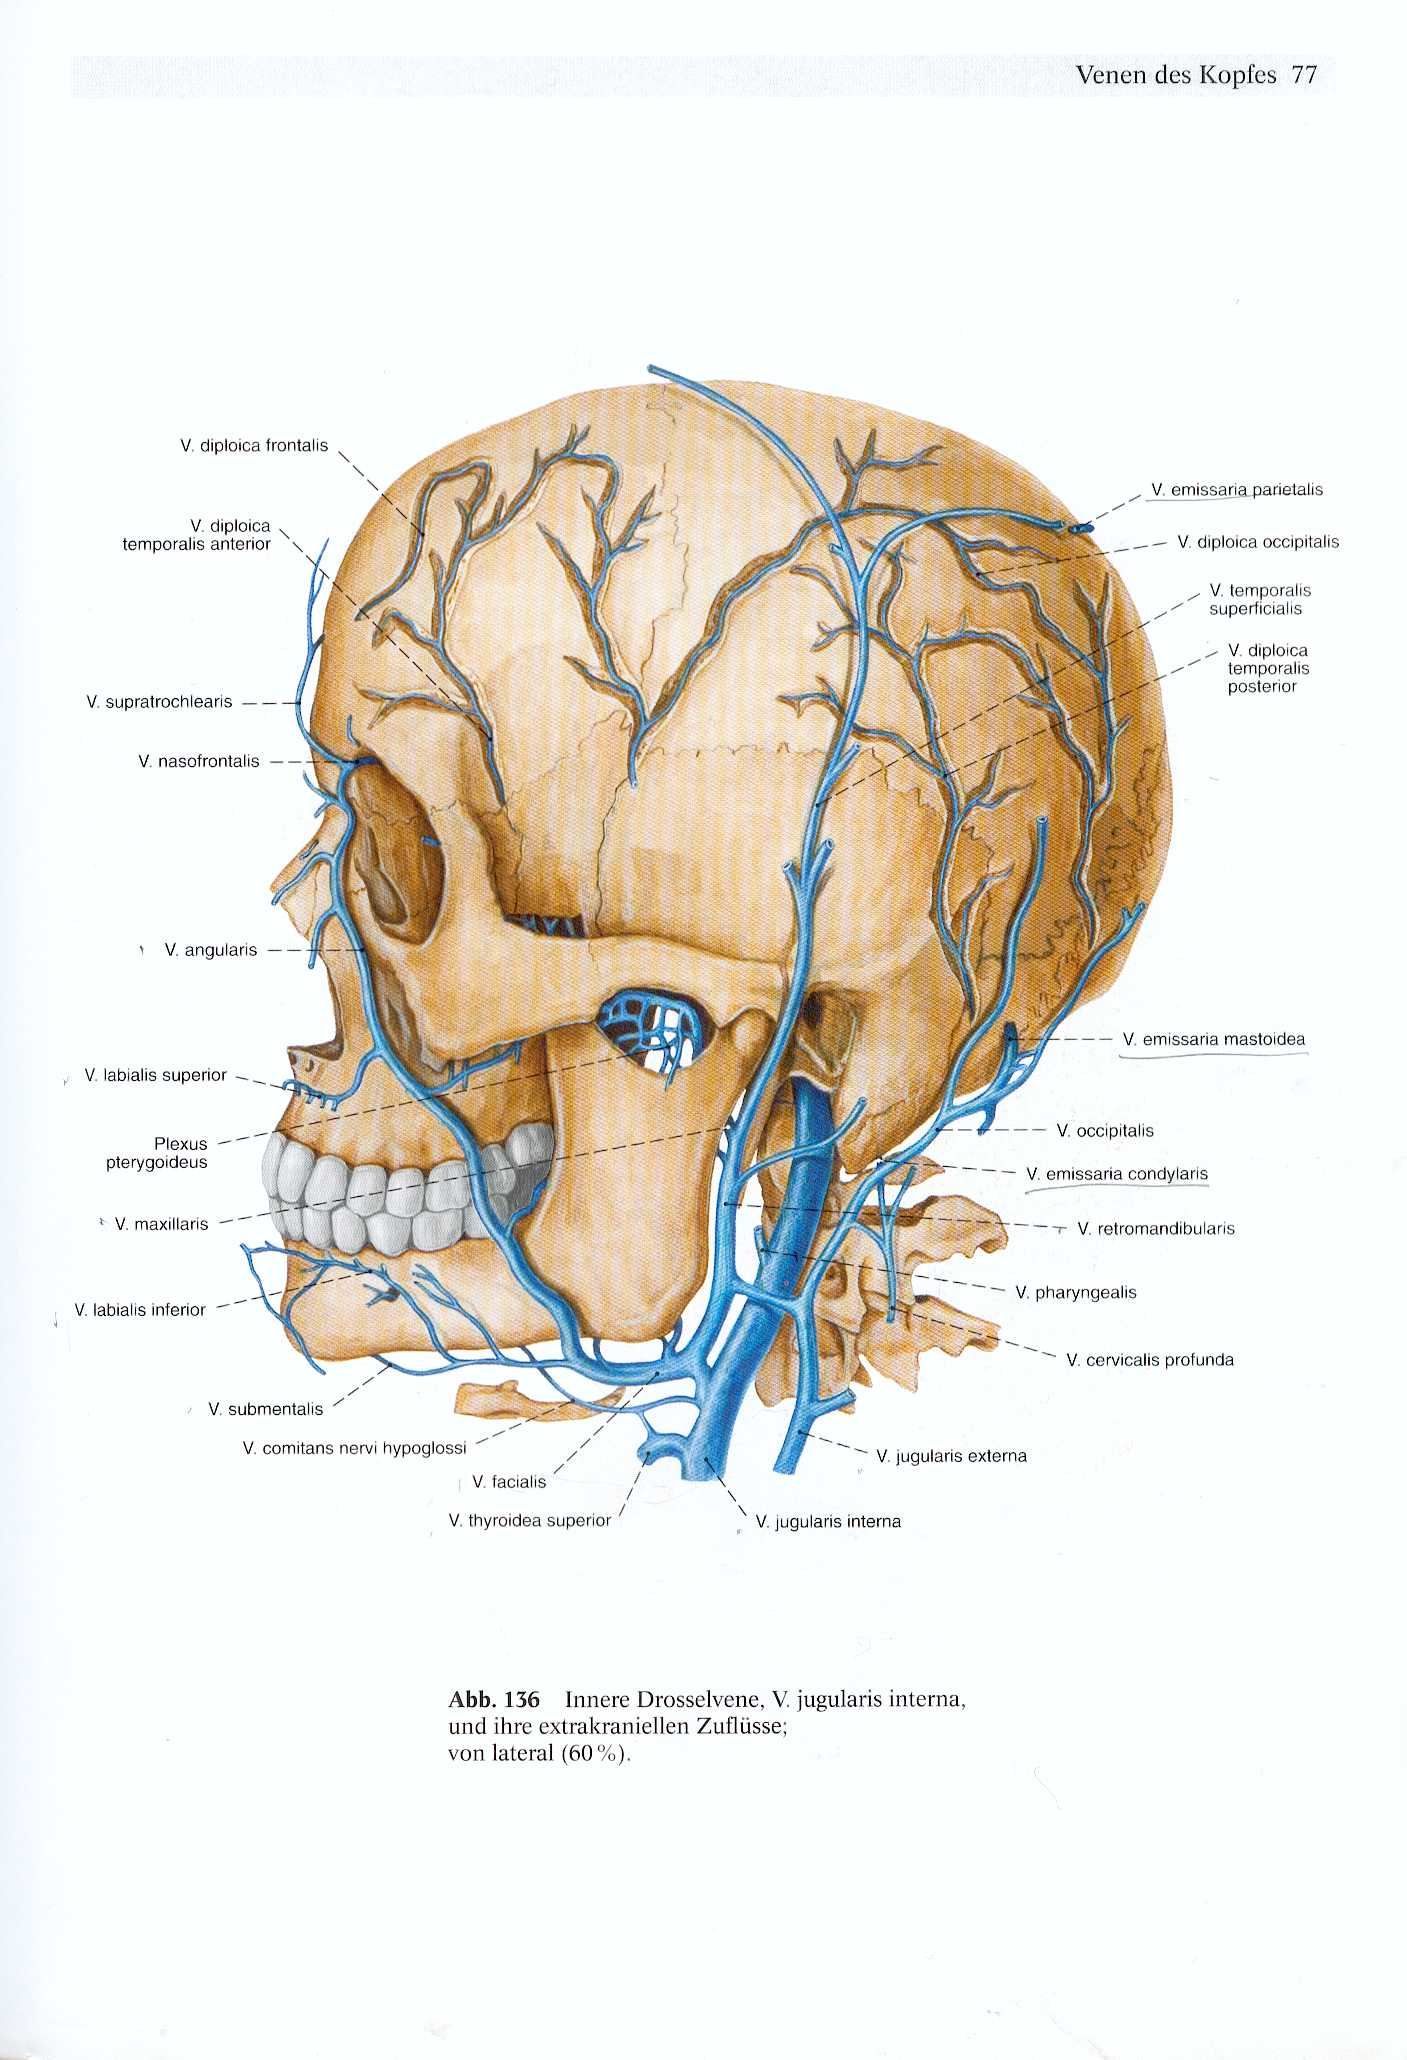 Venen des Kopfes 77
V. diploica frontalis
V. diploica
temporalis anterior
V. supratrochlearis
V. nasofrontalis
V. angularis
V. labialis superior
Plexus
pterygoideus
V. maxillaris
V. labialis inferior
V. submentalis
V. comitans nervi hypoglossi
V. facialis
V. thyroidea superior
V. emissaria parietalis
V. diploica occipitalis
V. temporalis
superficialis
V. diploica
temporalis
posterior
V. emissaria mastoidea
V. occipitalis
V. emissaria condylaris
V. retromandibularis
V. pharyngealis
V. cervicalis profunda
V. jugularis externa
V. jugularis interna
Abb. 136 Innere Drosselvene, V. jugularis interna,
und ihre extrakraniellen Zuflüsse;
von lateral (60 %).